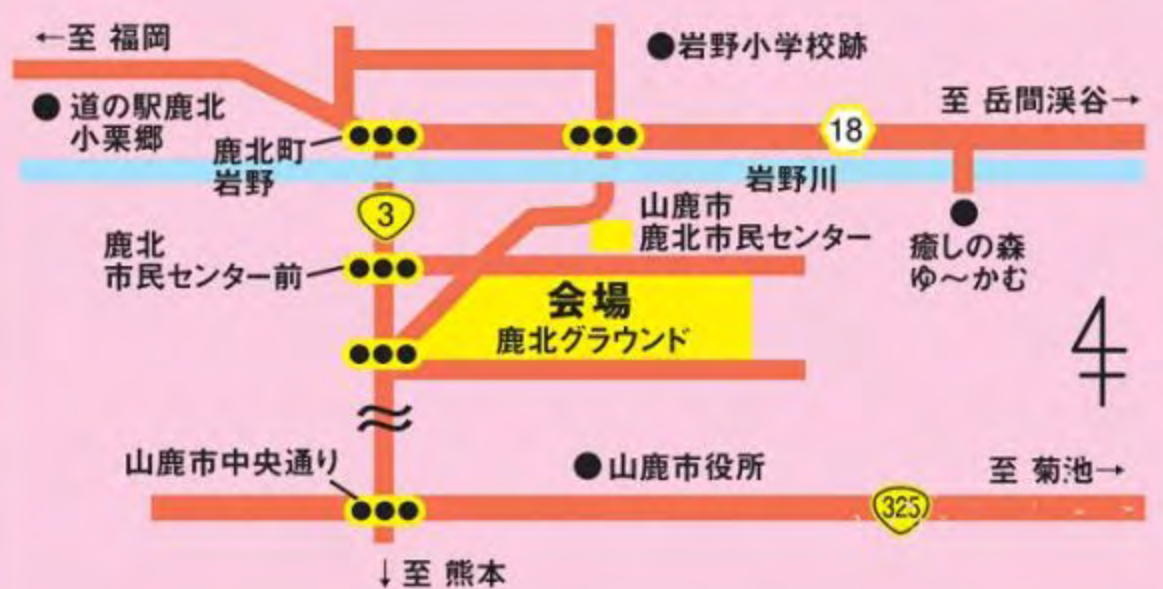 ←至 福岡
●岩野小学校跡
● 道の駅鹿北
小栗郷
至 岳間渓谷→
18
鹿北町
岩野
岩野川
3
山鹿市
鹿北市民センター
鹿北
市民センター前
癒しの森
ゆ〜かむ
会場
鹿北グラウンド
山鹿市中央通り
●山鹿市役所
至 菊池→
325
↓至 熊本